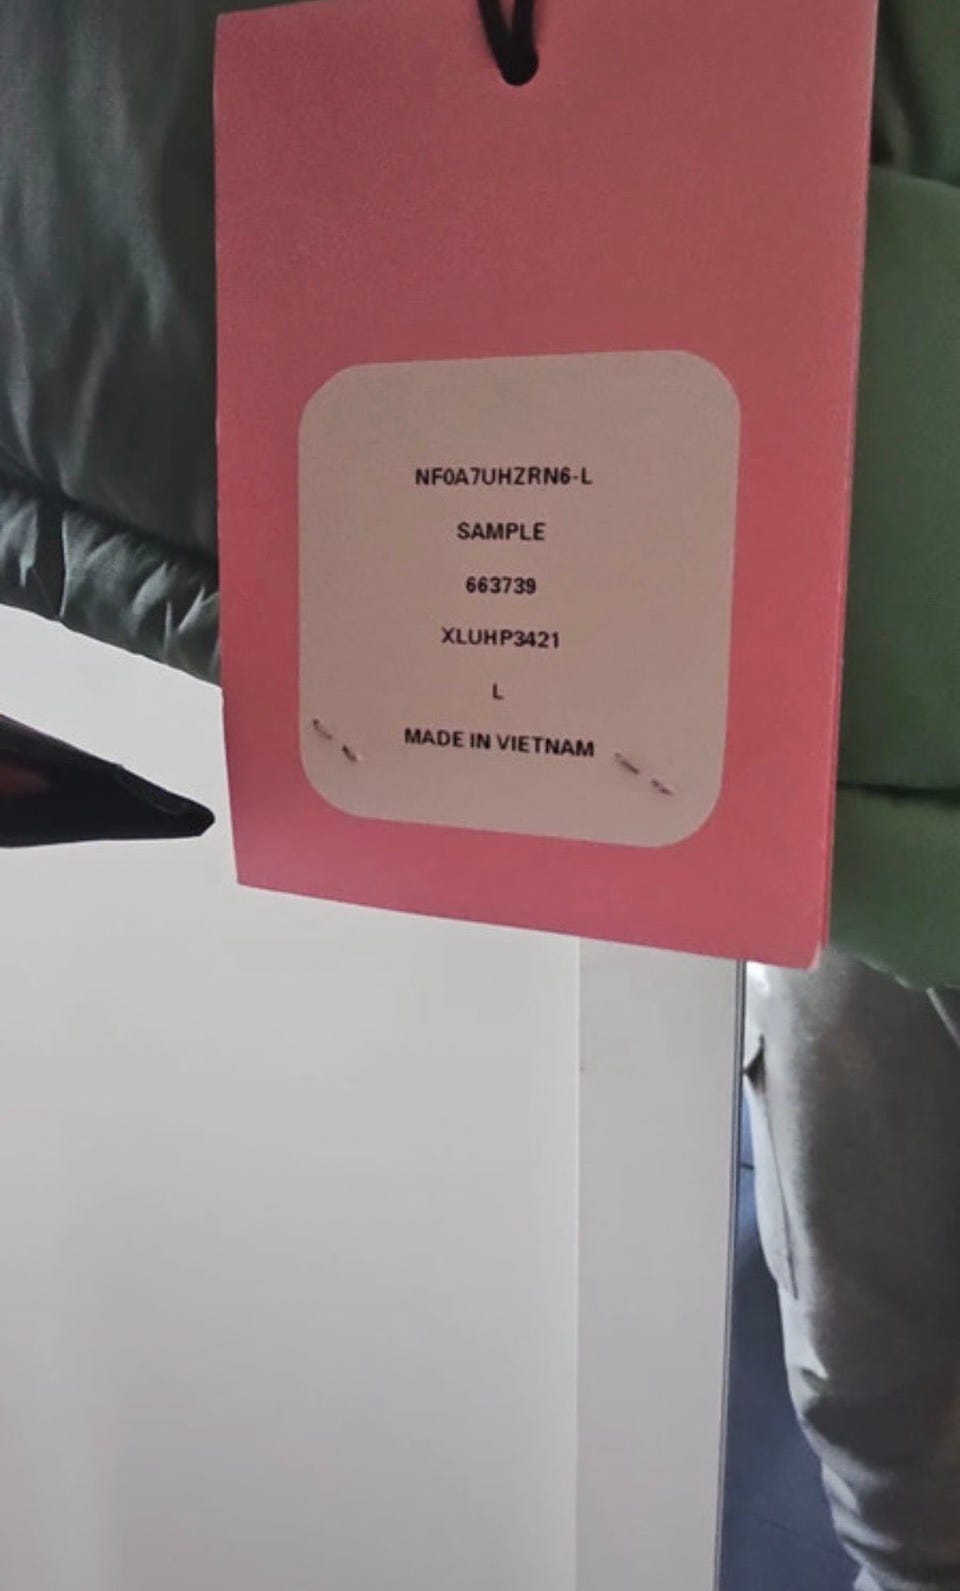 NF0A7UHZRN6-L
SAMPLE
663739
XLUHP3421
L
MADE IN VIETNAM